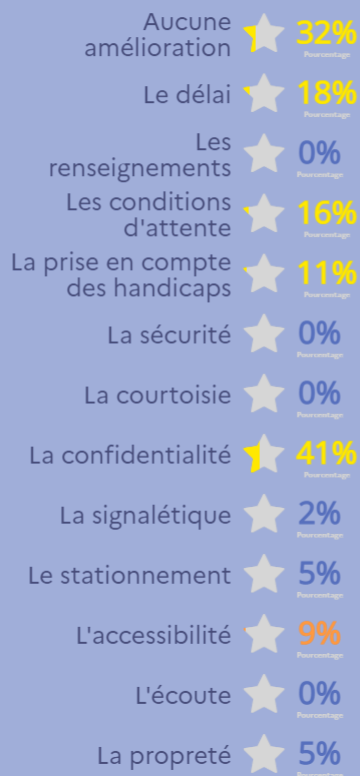 Aucune
amélioration
32%
Pourcentage
Le délai
18%
Pourcentage
Les
renseignements
0%
Pourcentage
Les conditions
d'attente
16%
Pourcentage
La prise en compte
des handicaps
11%
Pourcentage
La sécurité
0%
Pourcentage
La courtoisie
0%
Pourcentage
La confidentialité
41%
Pourcentage
La signalétique
2%
Pourcentage
Le stationnement
5%
Pourcentage
L'accessibilité
9%
Pourcentage
L'écoute
0%
Pourcentage
La propreté
5%
Pourcentage